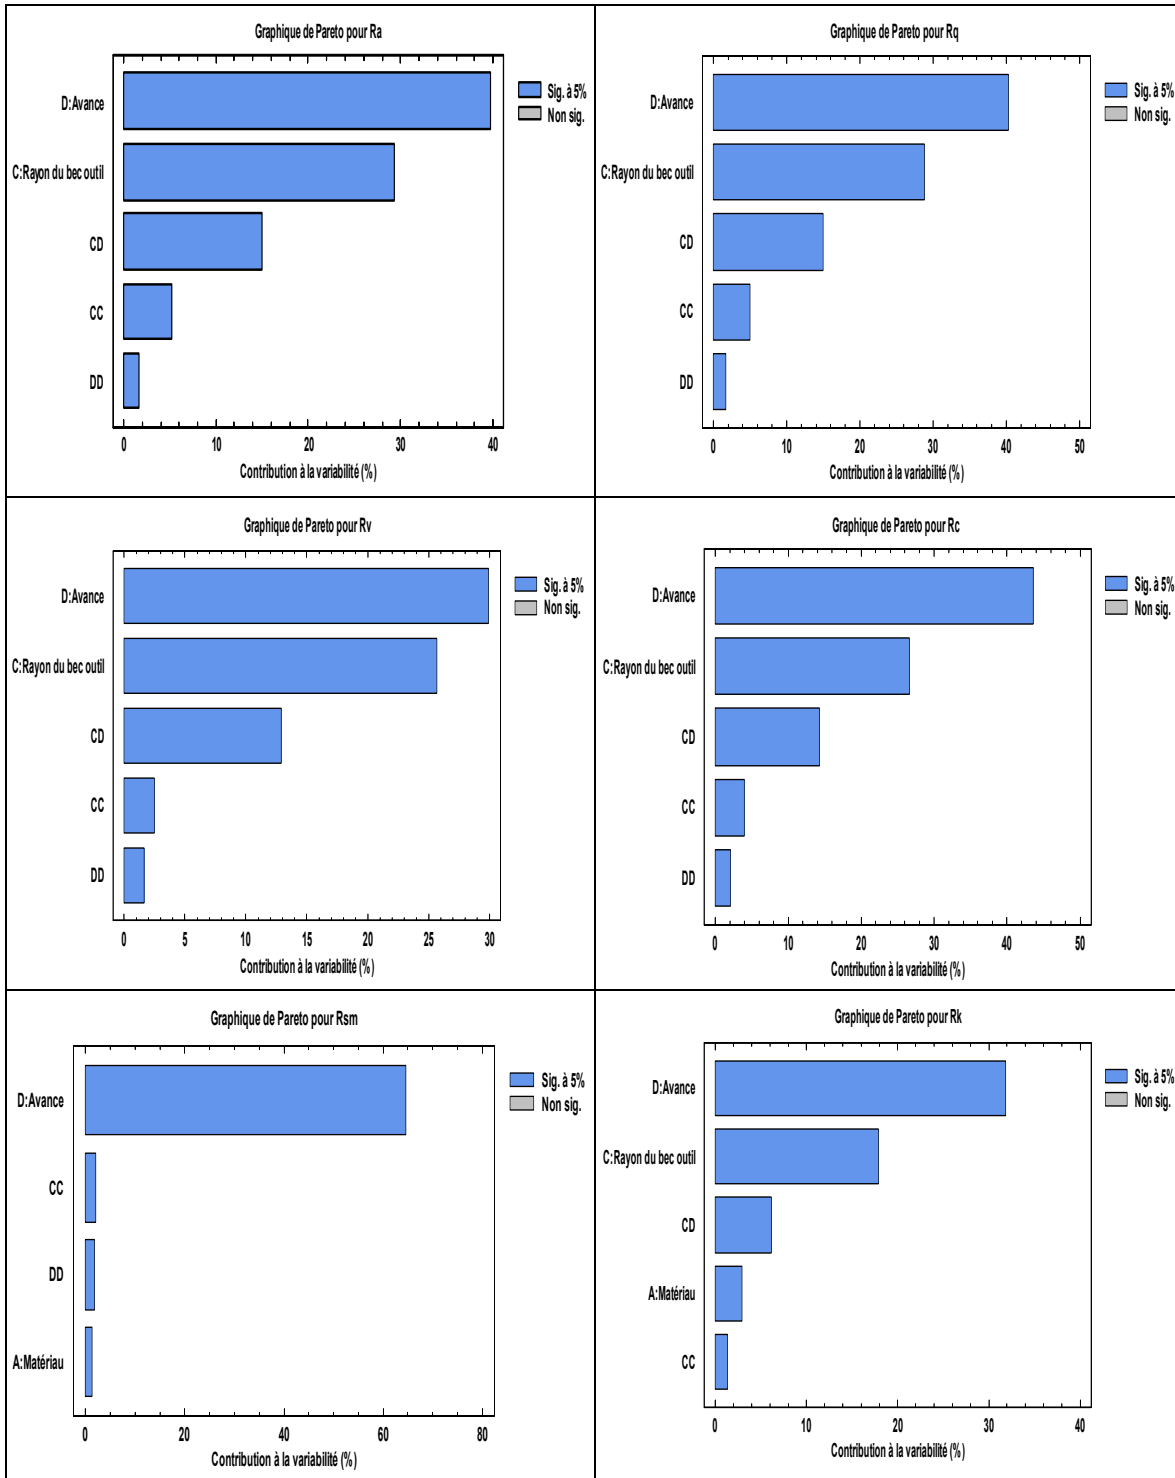 Graphique de Pareto pour Ra
D:Avance
C:Rayon du bec outil
CD
CC
DD
Sig. à 5%
Non sig.
0 10 20 30 40
Contribution à la variabilité (%)
Graphique de Pareto pour Rq
D:Avance
C:Rayon du bec outil
CD
CC
DD
Sig. à 5%
Non sig.
0 10 20 30 40 50
Contribution à la variabilité (%)
Graphique de Pareto pour Rv
D:Avance
C:Rayon du bec outil
CD
CC
DD
Sig. à 5%
Non sig.
0 5 10 15 20 25 30
Contribution à la variabilité (%)
Graphique de Pareto pour Rc
D:Avance
C:Rayon du bec outil
CD
CC
DD
Sig. à 5%
Non sig.
0 10 20 30 40 50
Contribution à la variabilité (%)
Graphique de Pareto pour Rsm
D:Avance
CC
DD
A:Matériau
Sig. à 5%
Non sig.
0 20 40 60 80
Contribution à la variabilité (%)
Graphique de Pareto pour Rk
D:Avance
C:Rayon du bec outil
CD
A:Matériau
CC
Sig. à 5%
Non sig.
0 10 20 30 40
Contribution à la variabilité (%)